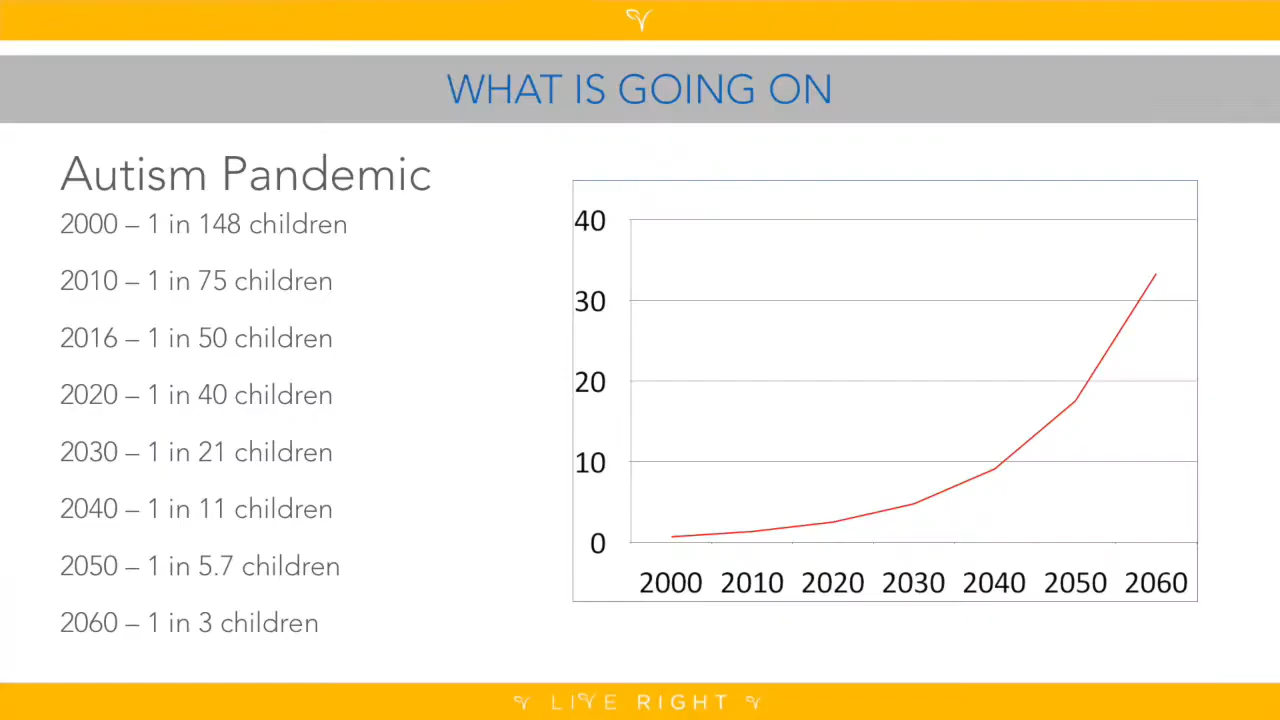 WHAT IS GOING ON
Autism Pandemic
2000 – 1 in 148 children
2010 – 1 in 75 children
2016 – 1 in 50 children
2020 – 1 in 40 children
2030 – 1 in 21 children
2040 – 1 in 11 children
2050 – 1 in 5.7 children
2060 – 1 in 3 children
40
30
20
10
0
2000 2010 2020 2030 2040 2050 2060
LIVE RIGHT